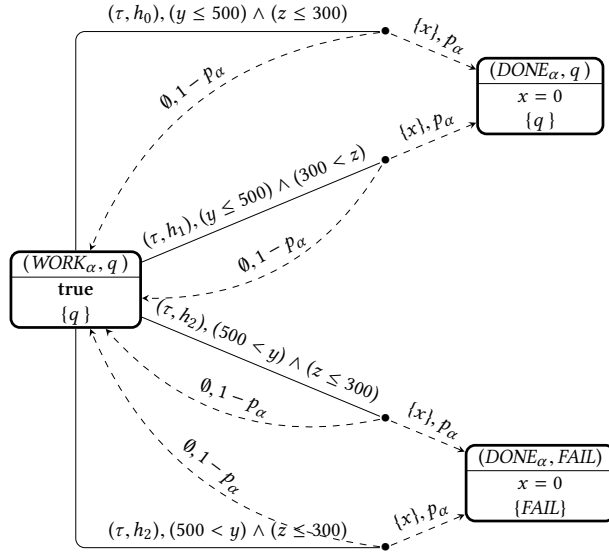 (τ, h₀), (y ≤ 500) ∧ (z ≤ 300)
{x}, pα
∅, 1 − pα
(DONEα, q)
x = 0
{q}
{x}, pα
(τ, h₁), (y ≤ 500) ∧ (300 < z)
∅, 1 − pα
(WORKα, q)
true
{q}
(τ, h₂), (500 < y) ∧ (z ≤ 300)
∅, 1 − pα
{x}, pα
(DONEα, FAIL)
x = 0
{FAIL}
∅, 1 − pα
{x}, pα
(τ, h₂), (500 < y) ∧ (z ≤ 300)